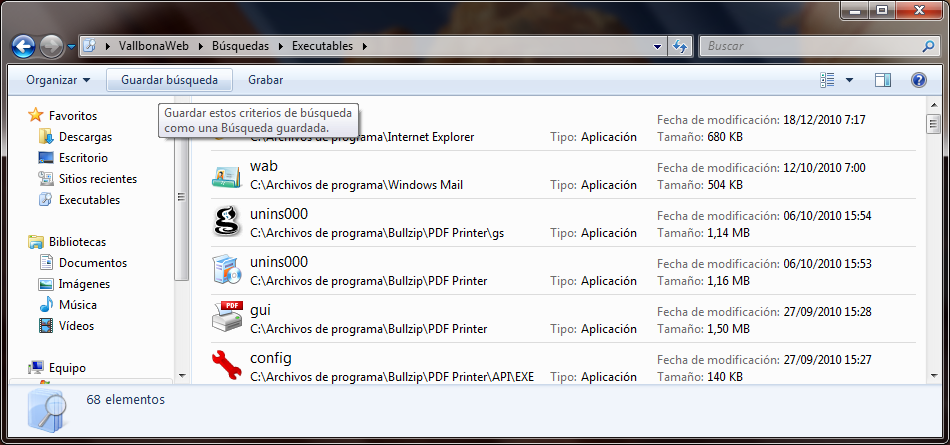 VallbonaWeb Búsquedas Executables
Buscar
Organizar Guardar búsqueda Grabar
Guardar estos criterios de búsqueda
como una Búsqueda guardada.
Favoritos
Descargas
Escritorio
Sitios recientes
Executables
Bibliotecas
Documentos
Imágenes
Música
Vídeos
Equipo
Fecha de modificación: 18/12/2010 7:17
C:\Archivos de programa\Internet Explorer Tipo: Aplicación Tamaño: 680 KB
wab Fecha de modificación: 12/10/2010 7:00
C:\Archivos de programa\Windows Mail Tipo: Aplicación Tamaño: 504 KB
unins000 Fecha de modificación: 06/10/2010 15:54
C:\Archivos de programa\Bullzip\PDF Printer\gs Tipo: Aplicación Tamaño: 1,14 MB
unins000 Fecha de modificación: 06/10/2010 15:53
C:\Archivos de programa\Bullzip\PDF Printer Tipo: Aplicación Tamaño: 1,16 MB
PDF
gui Fecha de modificación: 27/09/2010 15:28
C:\Archivos de programa\Bullzip\PDF Printer Tipo: Aplicación Tamaño: 1,50 MB
config Fecha de modificación: 27/09/2010 15:27
C:\Archivos de programa\Bullzip\PDF Printer\API\EXE Tipo: Aplicación Tamaño: 140 KB
68 elementos